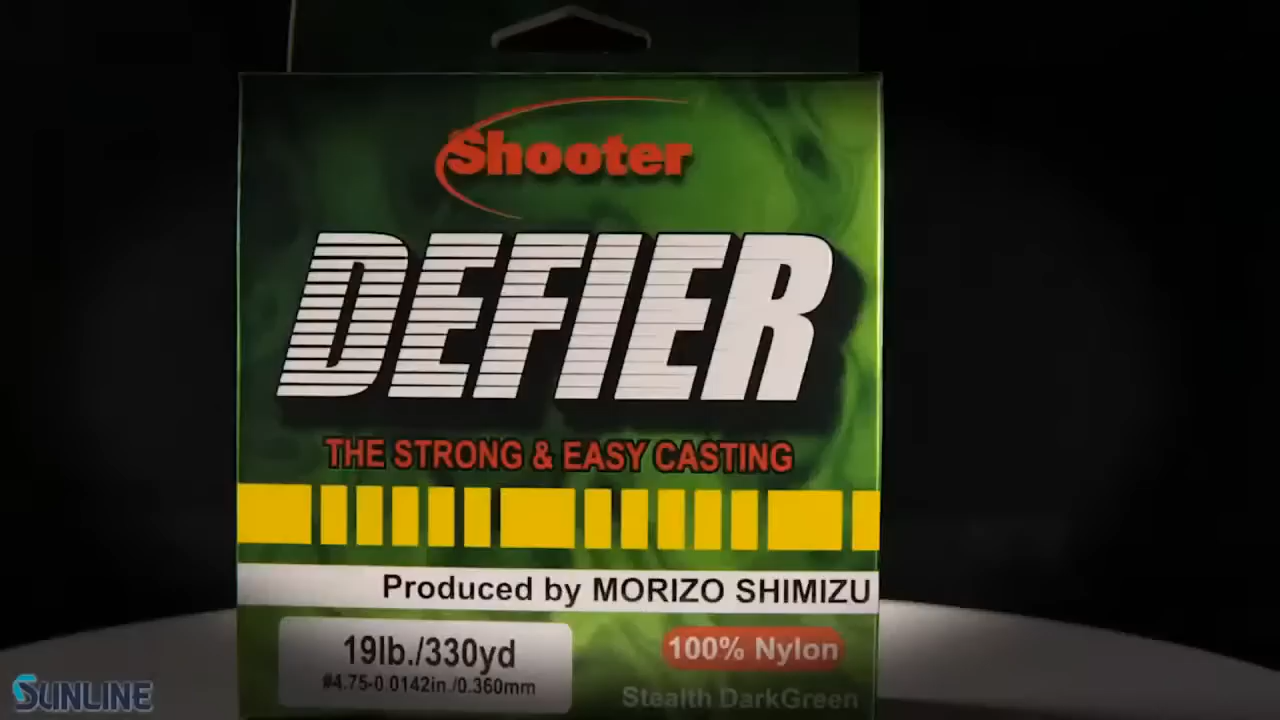 Shooter
DEFIER
THE STRONG & EASY CASTING
Produced by MORIZO SHIMIZU
19lb./330yd
100% Nylon
#4.75-0.0142in./0.360mm
Stealth DarkGreen
SUNLINE